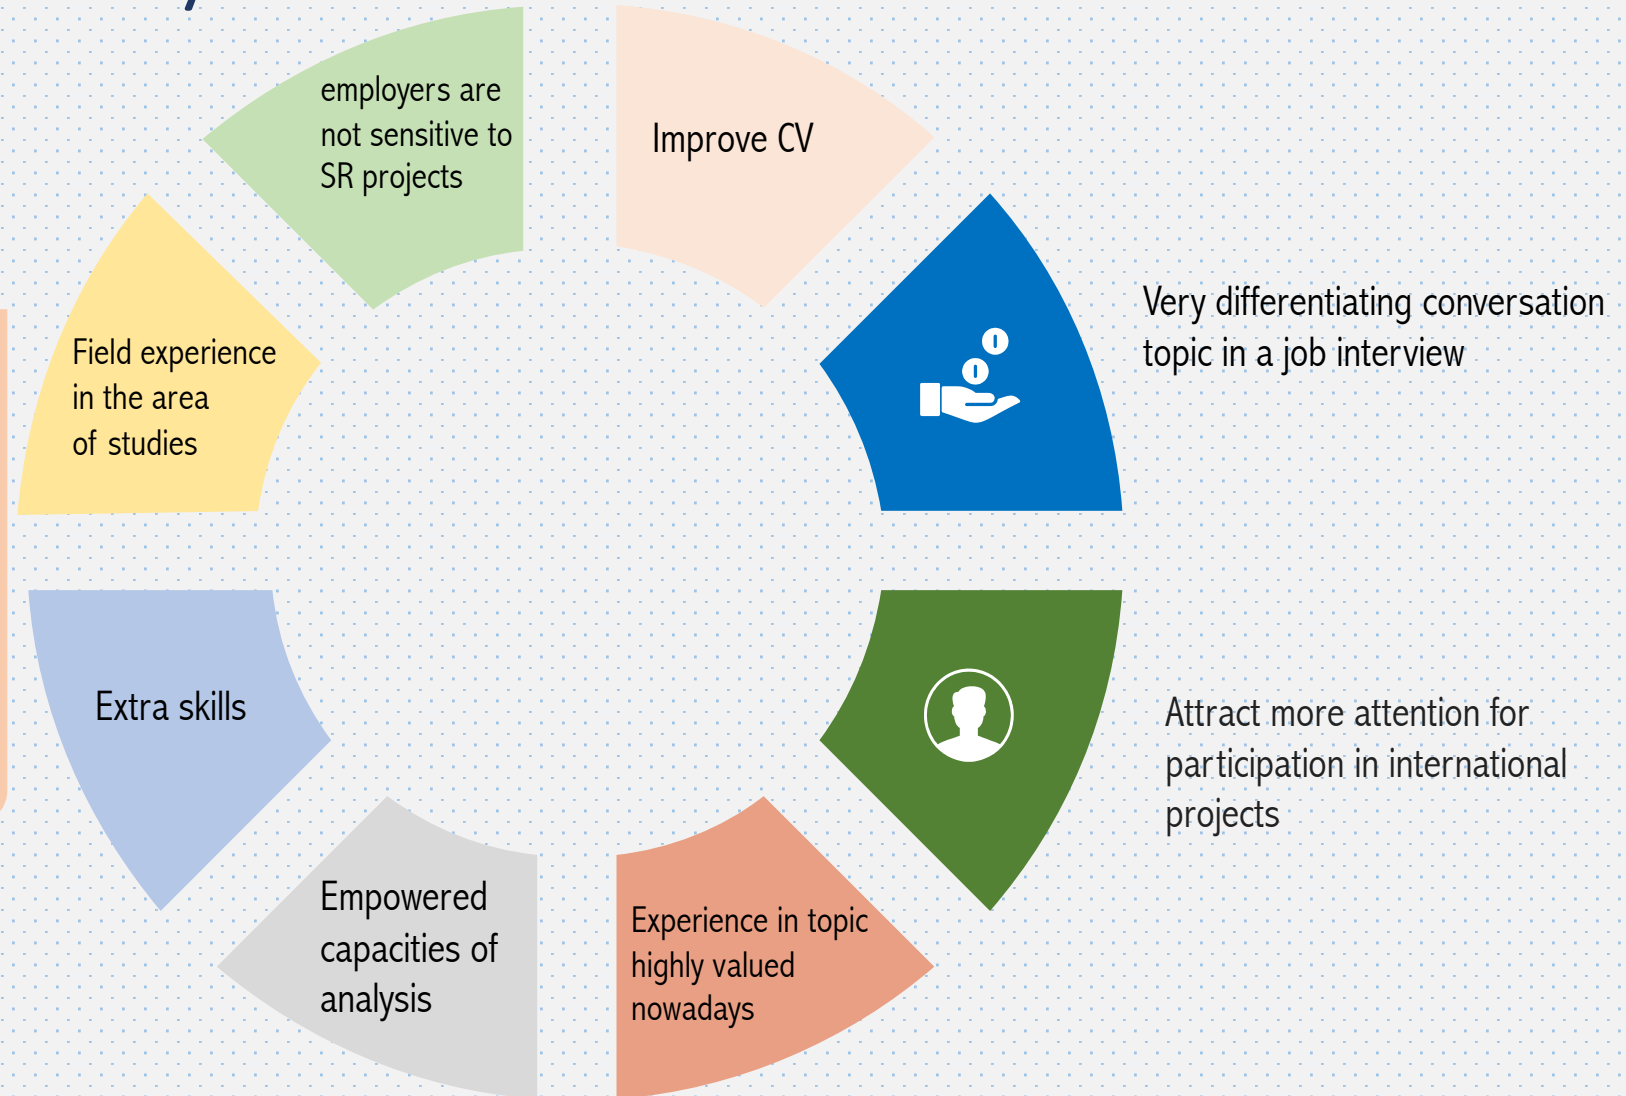 employers are
not sensitive to
SR projects
Improve CV
Very differentiating conversation
topic in a job interview
Field experience
in the area
of studies
Extra skills
Attract more attention for
participation in international
projects
Empowered
capacities of
analysis
Experience in topic
highly valued
nowadays